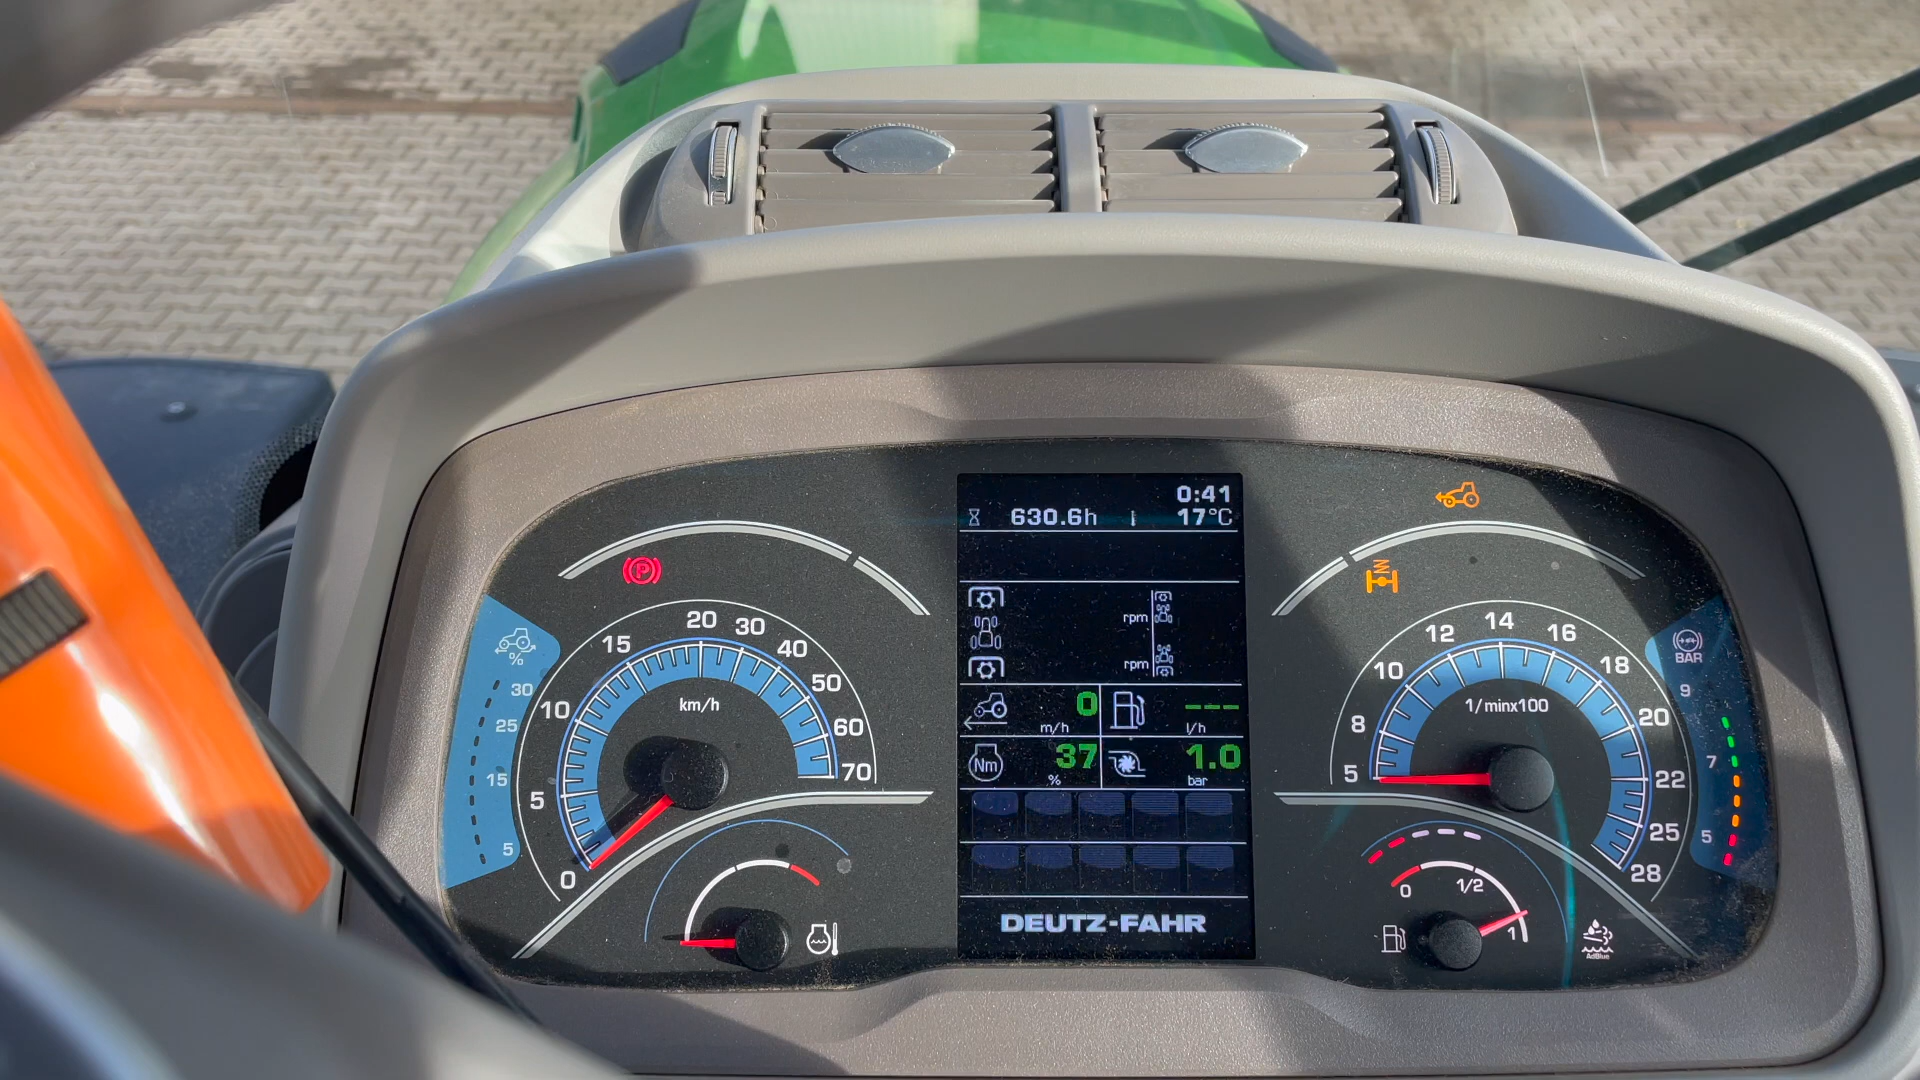 0:41
630.6h 17°C
P
rpm
rpm
0
m/h
---
l/h
Nm
37
%
1.0
bar
DEUTZ-FAHR
%
30
25
15
5
0
5
10
15
20
30
40
50
60
70
km/h
5
8
10
12
14
16
18
20
22
25
28
1/minx100
BAR
9
7
5
0
1/2
1
AdBlue